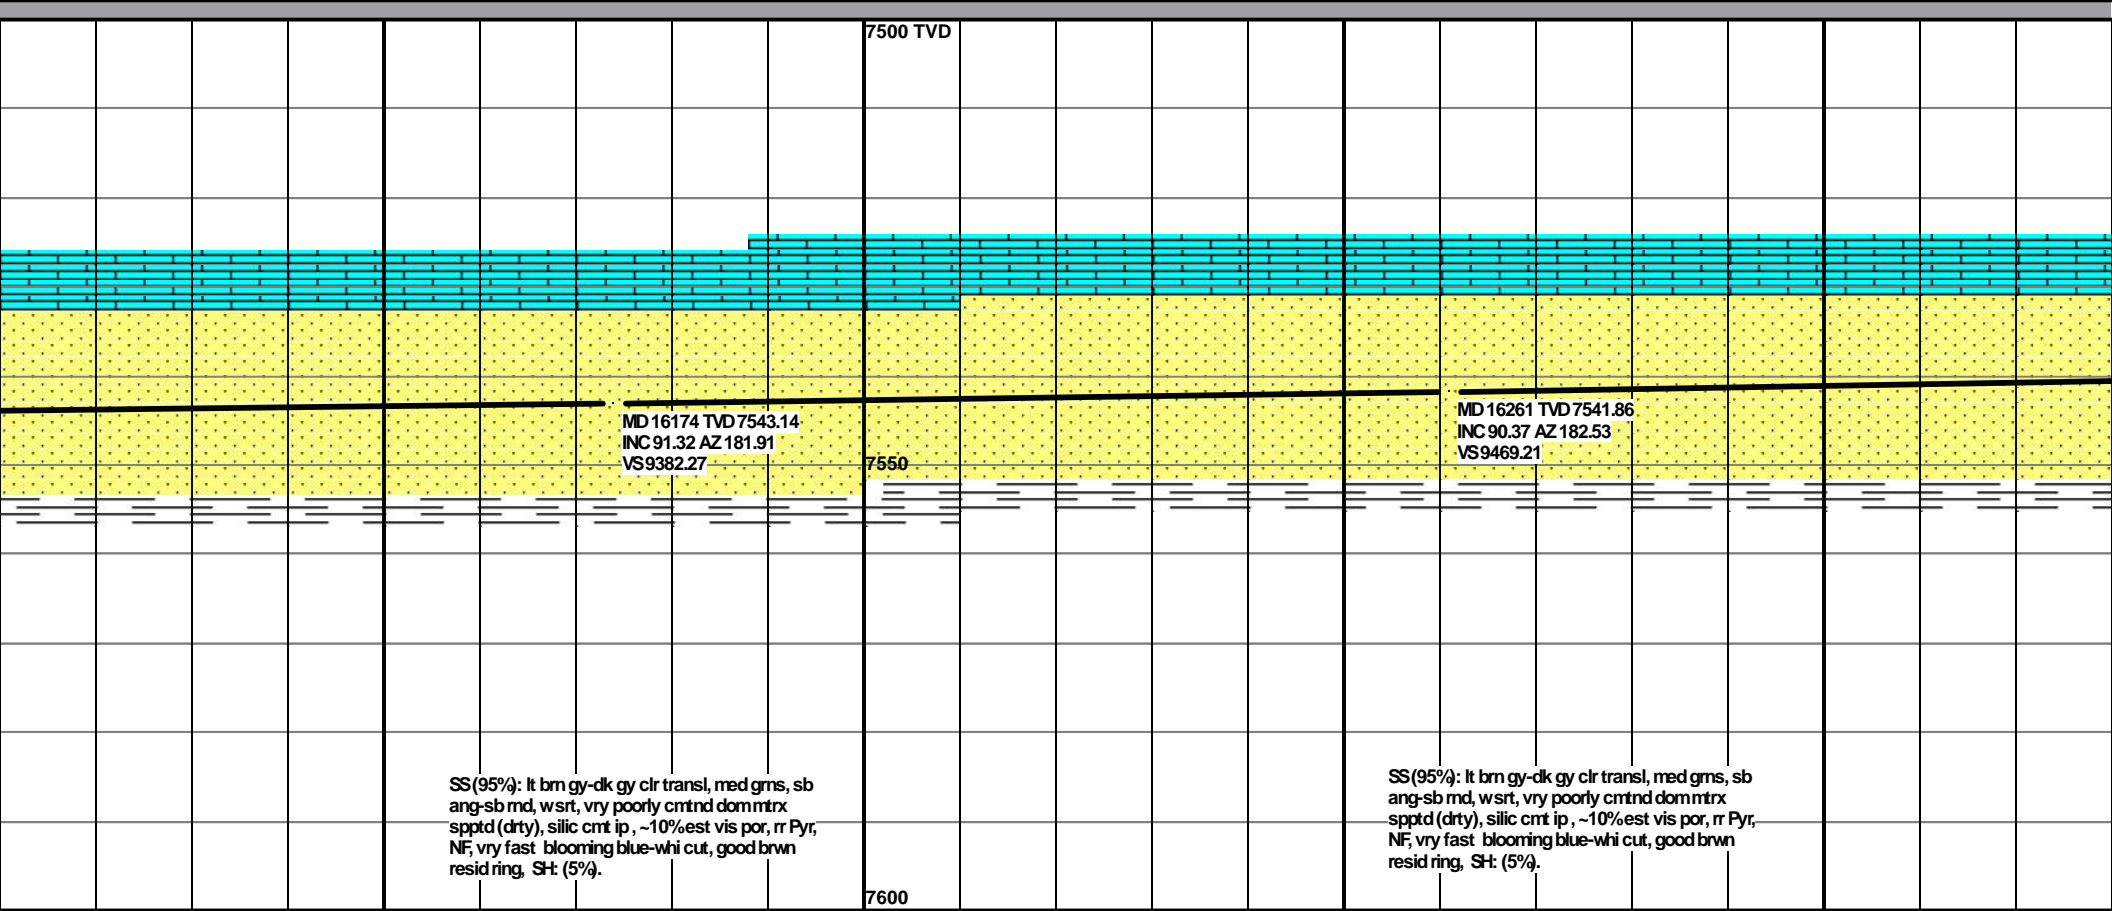 7500 TVD
MD 16174 TVD 7543.14
INC 91.32 AZ 181.91
VS 9382.27
7550
MD 16261 TVD 7541.86
INC 90.37 AZ 182.53
VS 9469.21
SS (95%): lt brn gy-dk gy clr transl, med grns, sb
ang-sb rnd, w srt, vry poorly cmtnd dom mtrx
spptd (drty), silic cmt ip , ~10% est vis por, rr Pyr,
NF, vry fast blooming blue-whi cut, good brwn
resid ring, SH: (5%).
SS (95%): lt brn gy-dk gy clr transl, med grns, sb
ang-sb rnd, w srt, vry poorly cmtnd dom mtrx
spptd (drty), silic cmt ip , ~10% est vis por, rr Pyr,
NF, vry fast blooming blue-whi cut, good brwn
resid ring, SH: (5%).
7600